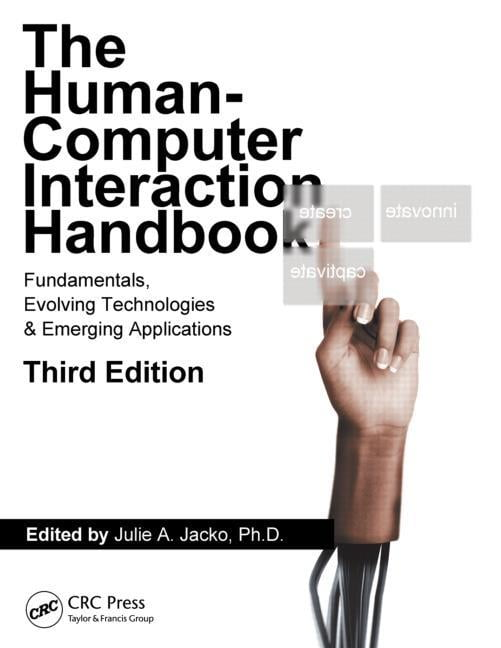 The
Human-
Computer
Interaction
Handbook
create
innovate
captivate
Fundamentals,
Evolving Technologies
& Emerging Applications
Third Edition
Edited by Julie A. Jacko, Ph.D.
CRC
CRC Press
Taylor & Francis Group